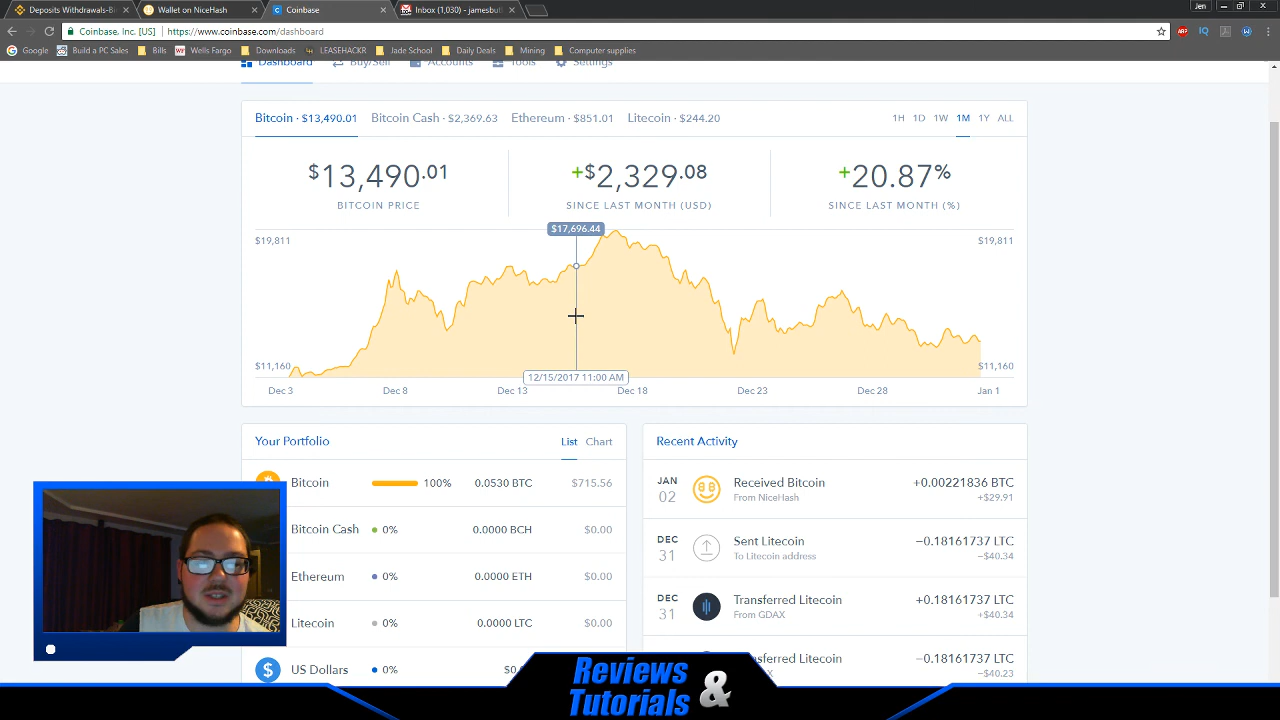 Deposits Withdrawals-Bi
Wallet on NiceHash
Coinbase
Inbox (1,030) - jamesbut
Jen
Coinbase, Inc. [US] https://www.coinbase.com/dashboard
Google Build a PC Sales Bills Wells Fargo Downloads LEASEHACKR Jade School Daily Deals Mining Computer supplies
Dashboard Buy/Sell Accounts Tools Settings
Bitcoin · $13,490.01 Bitcoin Cash · $2,369.63 Ethereum · $851.01 Litecoin · $244.20 1H 1D 1W 1M 1Y ALL
$13,490.01 +$2,329.08 +20.87%
BITCOIN PRICE SINCE LAST MONTH (USD) SINCE LAST MONTH (%)
$17,696.44
$19,811 $19,811
$11,160 $11,160
12/15/2017 11:00 AM
Dec 3 Dec 8 Dec 13 Dec 18 Dec 23 Dec 28 Jan 1
Your Portfolio List Chart
Bitcoin 100% 0.0530 BTC $715.56
Bitcoin Cash 0% 0.0000 BCH $0.00
Ethereum 0% 0.0000 ETH $0.00
Litecoin 0% 0.0000 LTC $0.00
US Dollars 0%
Recent Activity
JAN 02 Received Bitcoin +0.00221836 BTC
From NiceHash +$29.91
DEC 31 Sent Litecoin −0.18161737 LTC
To Litecoin address −$40.34
DEC 31 Transferred Litecoin +0.18161737 LTC
From GDAX +$40.34
Litecoin −0.18161737 LTC
−$40.23
Reviews & Tutorials